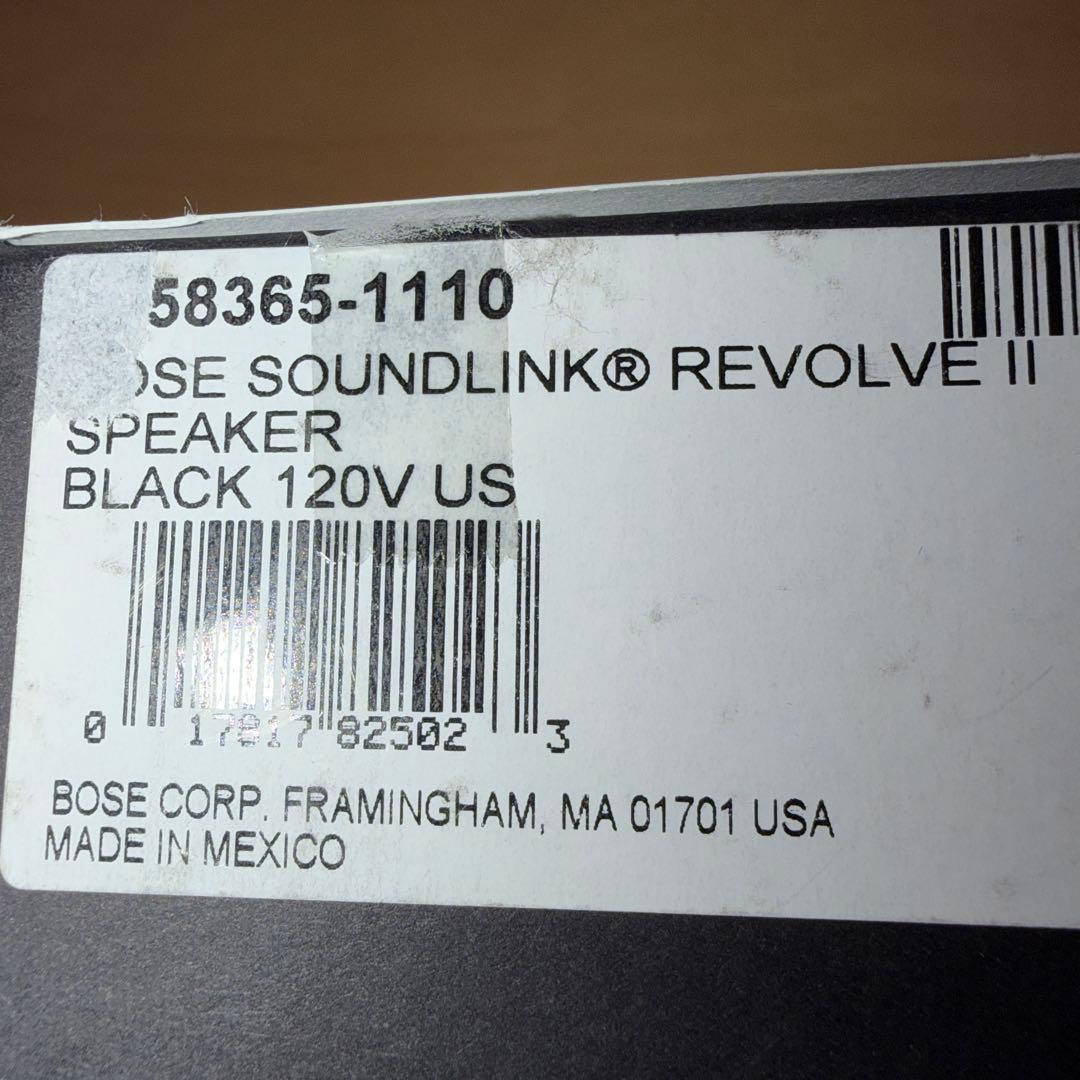 58365-1110
OSE SOUNDLINK® REVOLVE II
SPEAKER
BLACK 120V US
0 17817 82502 3
BOSE CORP. FRAMINGHAM, MA 01701 USA
MADE IN MEXICO